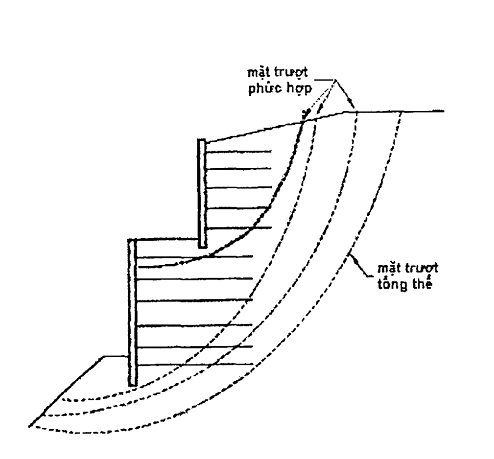 mặt trượt
phức hợp
mặt trượt
tổng thể